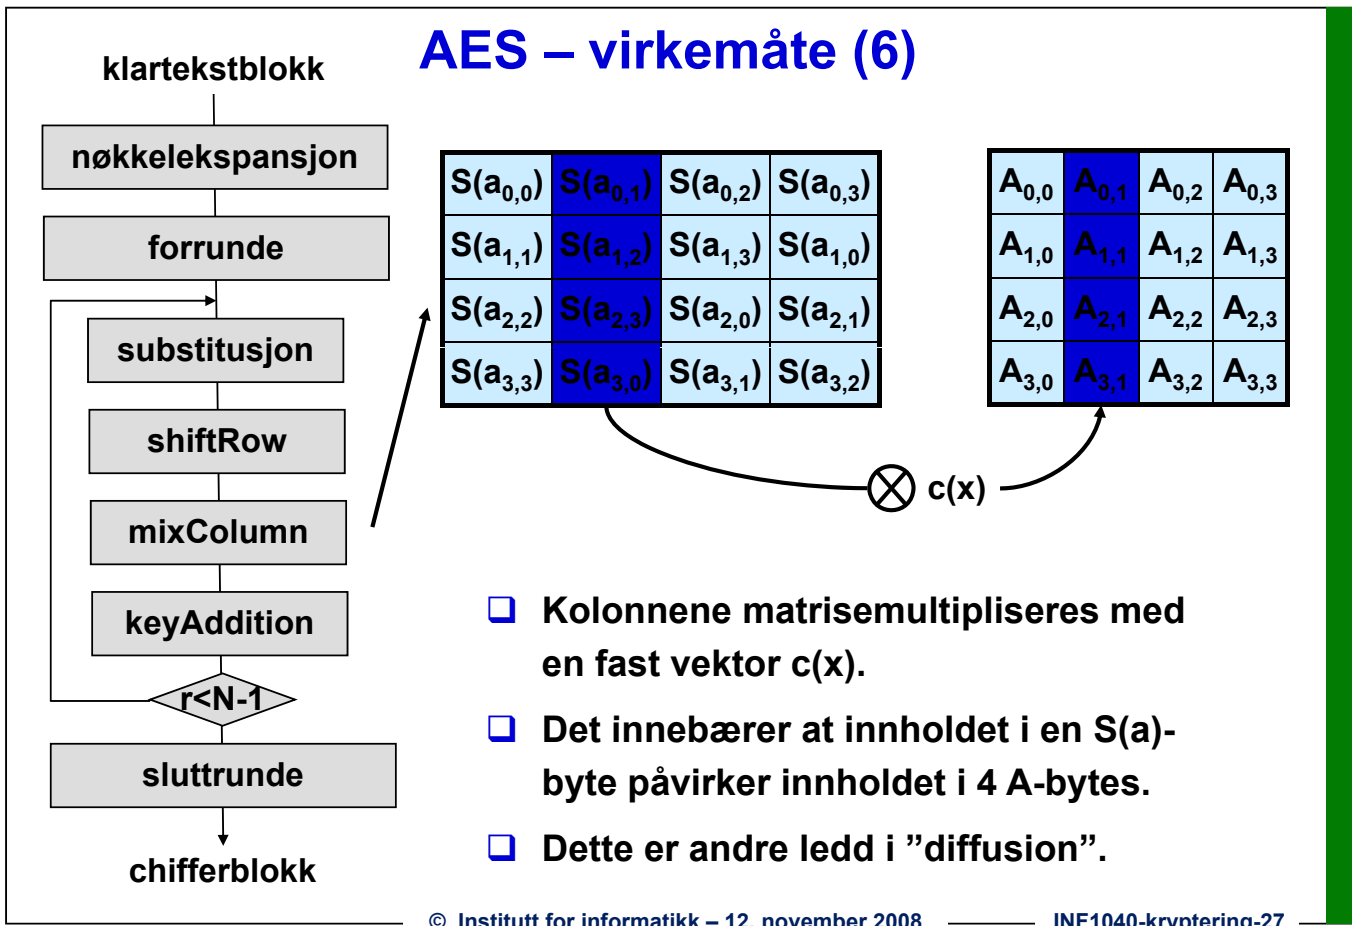 AES – virkemåte (6)
klartekstblokk
nøkkelekspansjon
forrunde
substitusjon
shiftRow
mixColumn
keyAddition
r<N-1
sluttrunde
chifferblokk
S(a0,0) S(a0,1) S(a0,2) S(a0,3)
S(a1,1) S(a1,2) S(a1,3) S(a1,0)
S(a2,2) S(a2,3) S(a2,0) S(a2,1)
S(a3,3) S(a3,0) S(a3,1) S(a3,2)
A0,0 A0,1 A0,2 A0,3
A1,0 A1,1 A1,2 A1,3
A2,0 A2,1 A2,2 A2,3
A3,0 A3,1 A3,2 A3,3
c(x)
Kolonnene matrisemultipliseres med
en fast vektor c(x).
Det innebærer at innholdet i en S(a)-
byte påvirker innholdet i 4 A-bytes.
Dette er andre ledd i ”diffusion”.
© Institutt for informatikk – 12. november 2008
INF1040-kryptering-27